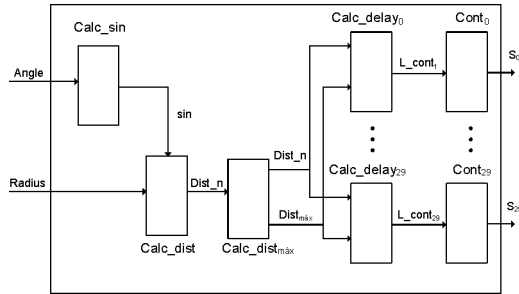 Calc_sin
Calc_delay0
Cont0
Angle
L_cont1
S0
sin
Dist_n
Calc_delay29
Cont29
Radius
Dist_n
Distmáx
L_cont29
S29
Calc_dist
Calc_distmáx